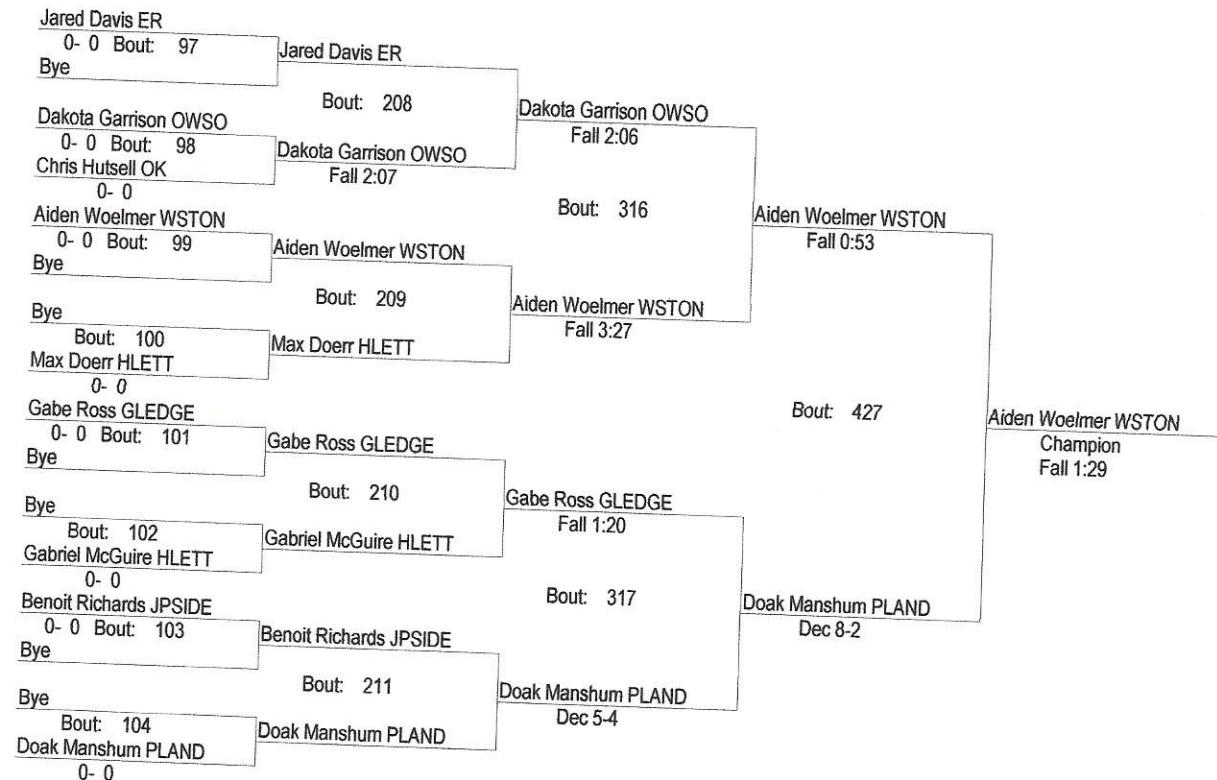 Jared Davis ER
0- 0 Bout: 97
Bye
Jared Davis ER
Bout: 208
Dakota Garrison OWSO
0- 0 Bout: 98
Chris Hutsell OK
0- 0
Dakota Garrison OWSO
Fall 2:07
Dakota Garrison OWSO
Fall 2:06
Bout: 316
Aiden Woelmer WSTON
0- 0 Bout: 99
Bye
Aiden Woelmer WSTON
Bout: 209
Bye
Bout: 100
Max Doerr HLETT
0- 0
Max Doerr HLETT
Aiden Woelmer WSTON
Fall 3:27
Aiden Woelmer WSTON
Fall 0:53
Bout: 427
Gabe Ross GLEDGE
0- 0 Bout: 101
Bye
Gabe Ross GLEDGE
Bout: 210
Bye
Bout: 102
Gabriel McGuire HLETT
0- 0
Gabriel McGuire HLETT
Gabe Ross GLEDGE
Fall 1:20
Bout: 317
Benoit Richards JPSIDE
0- 0 Bout: 103
Bye
Benoit Richards JPSIDE
Bout: 211
Bye
Bout: 104
Doak Manshum PLAND
0- 0
Doak Manshum PLAND
Doak Manshum PLAND
Dec 5-4
Doak Manshum PLAND
Dec 8-2
Aiden Woelmer WSTON
Champion
Fall 1:29